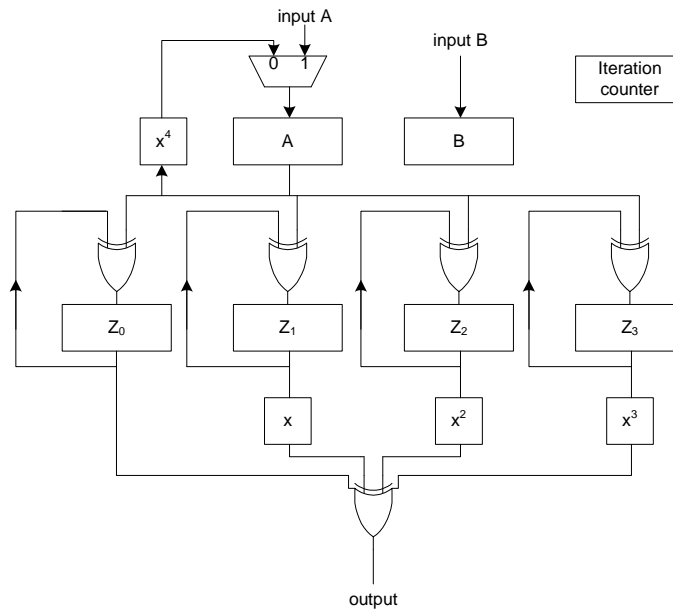 input A
input B
0 1
Iteration
counter
x⁴
A
B
Z₀
Z₁
Z₂
Z₃
x
x²
x³
output